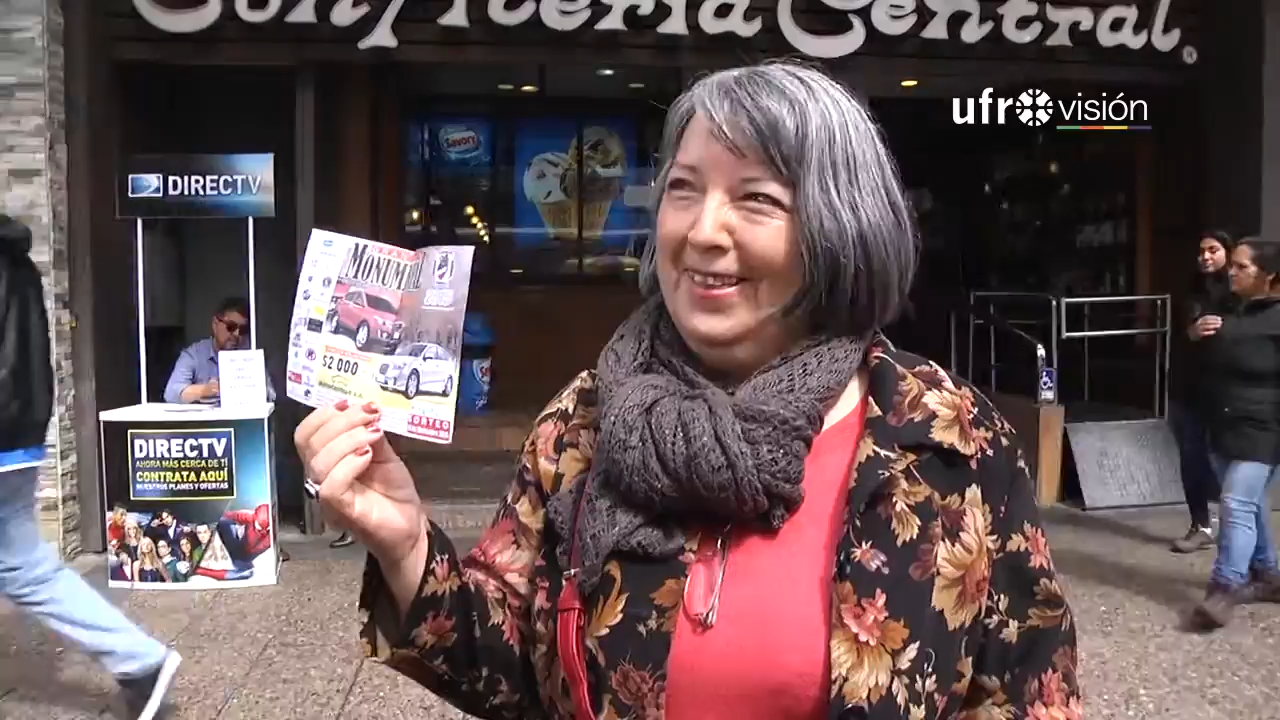 Confitería Central
ufro visión
Savory
DIRECTV
GRAN
MONUMENTAL
$2 000
SORTEO
DIRECTV
AHORA MÁS CERCA DE TI
CONTRATA AQUÍ
NUESTROS PLANES Y OFERTAS